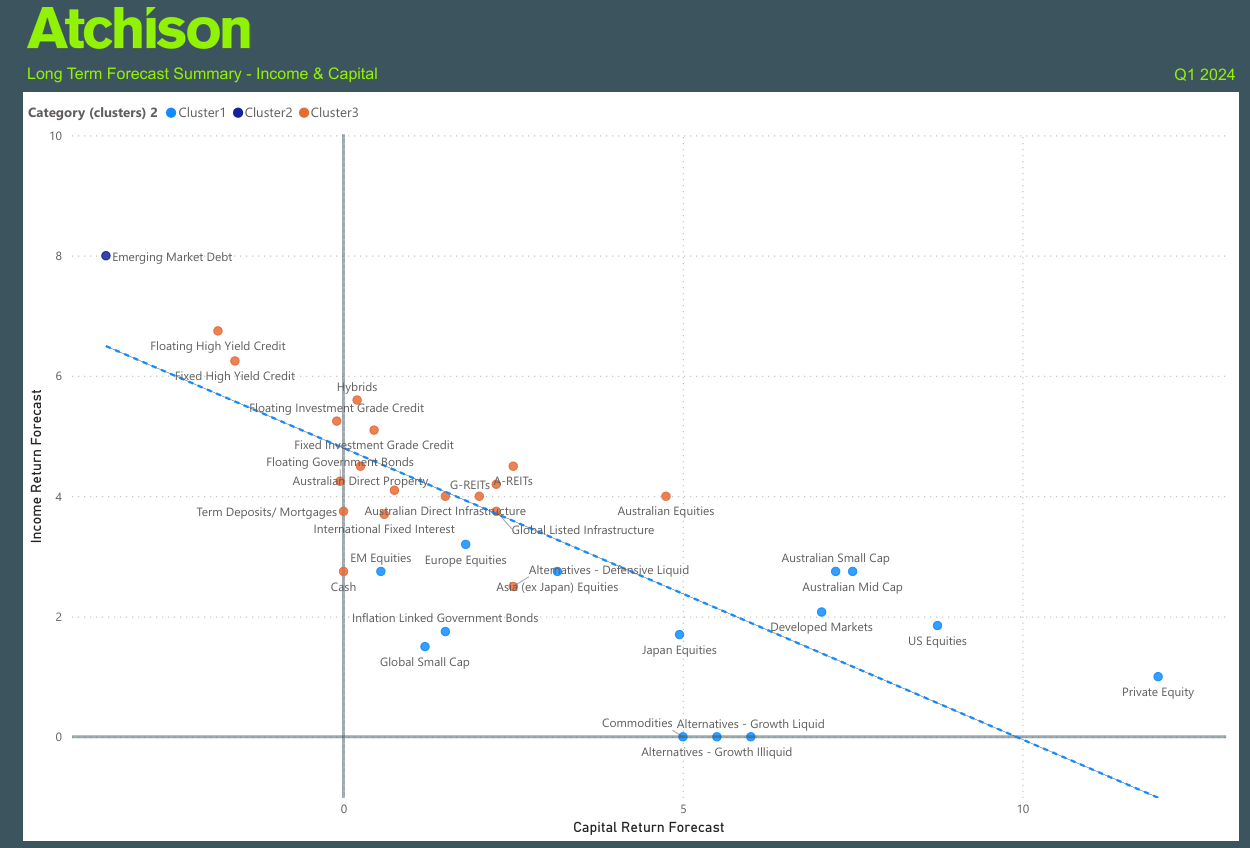 Atchison
Long Term Forecast Summary - Income & Capital
Q1 2024
Category (clusters) 2 Cluster1 Cluster2 Cluster3
10
8
Emerging Market Debt
Floating High Yield Credit
6
Fixed High Yield Credit
Hybrids
Floating Investment Grade Credit
Fixed Investment Grade Credit
Floating Government Bonds
Australian Direct Property
G-REITs
A-REITs
4
Term Deposits/ Mortgages
Australian Direct Infrastructure
Australian Equities
International Fixed Interest
Global Listed Infrastructure
EM Equities
Europe Equities
Australian Small Cap
Alternatives - Defensive Liquid
Cash
Asia (ex Japan) Equities
Australian Mid Cap
2
Inflation Linked Government Bonds
Developed Markets
US Equities
Japan Equities
Global Small Cap
Private Equity
Commodities
Alternatives - Growth Liquid
0
Alternatives - Growth Illiquid
0
5
10
Income Return Forecast
Capital Return Forecast